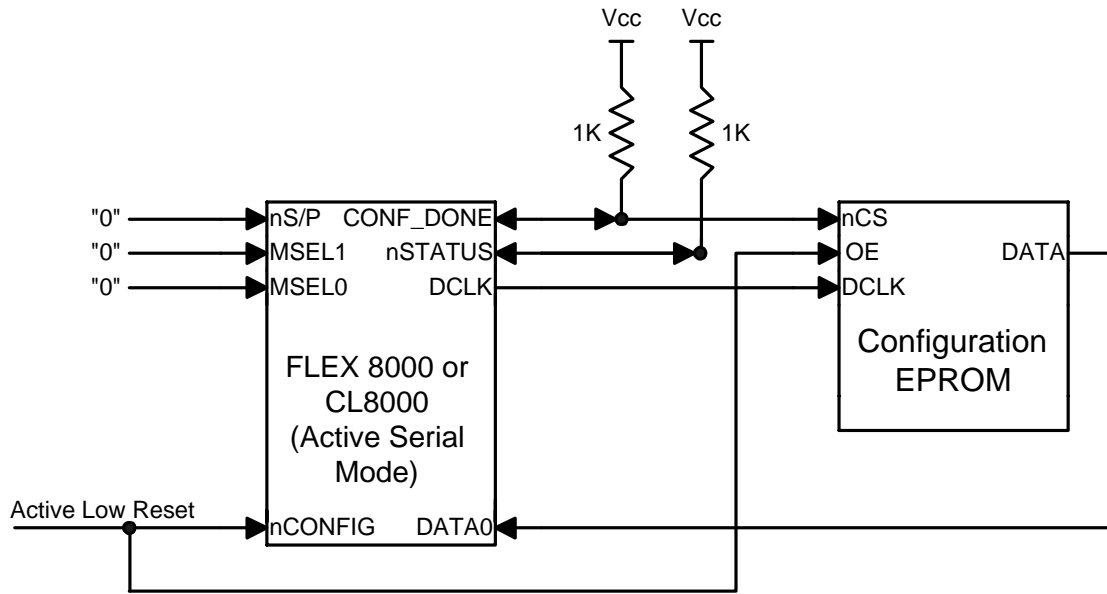 Vcc Vcc
1K 1K
"0" nS/P CONF_DONE nCS
"0" MSEL1 nSTATUS OE DATA
"0" MSEL0 DCLK DCLK
Configuration
EPROM
FLEX 8000 or
CL8000
(Active Serial
Mode)
Active Low Reset
nCONFIG DATA0